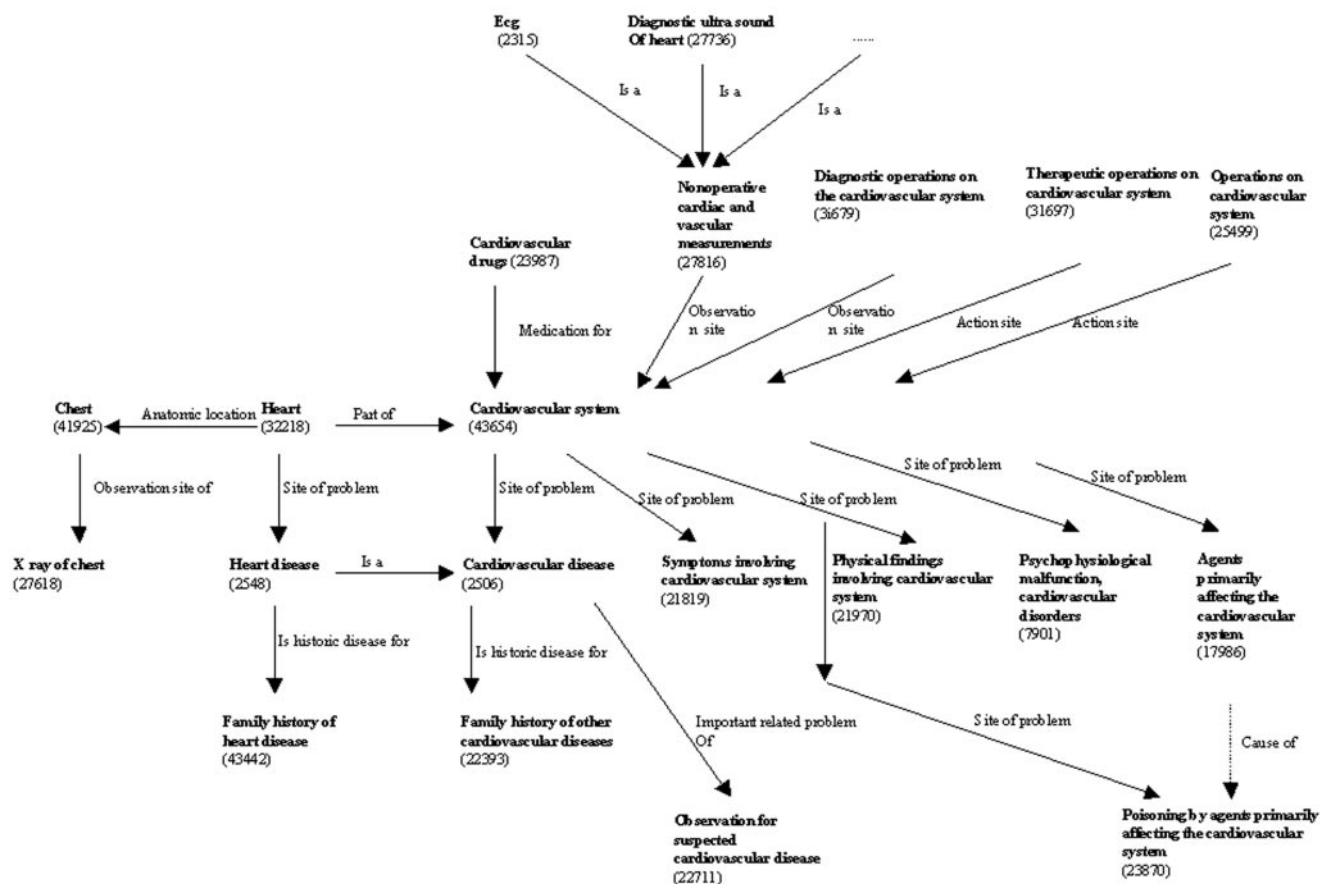 Ecg
(2315)
Diagnostic ultra sound
Of heart (27736)
.....
Is a
Is a
Is a
Nonoperative
cardiac and
vascular
measurements
(27816)
Diagnostic operations on
the cardiovascular system
(3i679)
Therapeutic operations on
cardiovascular system
(31697)
Operations on
cardiovascular
system
(25499)
Cardiovascular
drugs (23987)
Medication for
Observatio
n site
Observatio
n site
Action site
Action site
Chest
(41925)
Anatomic location
Heart
(32218)
Part of
Cardiovascular system
(43654)
Observation site of
Site of problem
Site of problem
Site of problem
Site of problem
Site of problem
Site of problem
X ray of chest
(27618)
Heart disease
(2548)
Is a
Cardiovascular disease
(2506)
Symptoms involving
cardiovascular system
(21819)
Physical findings
involving cardiovascular
system
(21970)
Psychophysiological
malfunction,
cardiovascular
disorders
(7901)
Agents
primarily
affecting the
cardiovascular
system
(17986)
Is historic disease for
Is historic disease for
Family history of
heart disease
(43442)
Family history of other
cardiovascular diseases
(22393)
Important related problem
Of
Site of problem
Cause of
Observation for
suspected
cardiovascular disease
(22711)
Poisoning by agents primarily
affecting the cardiovascular
system
(23870)